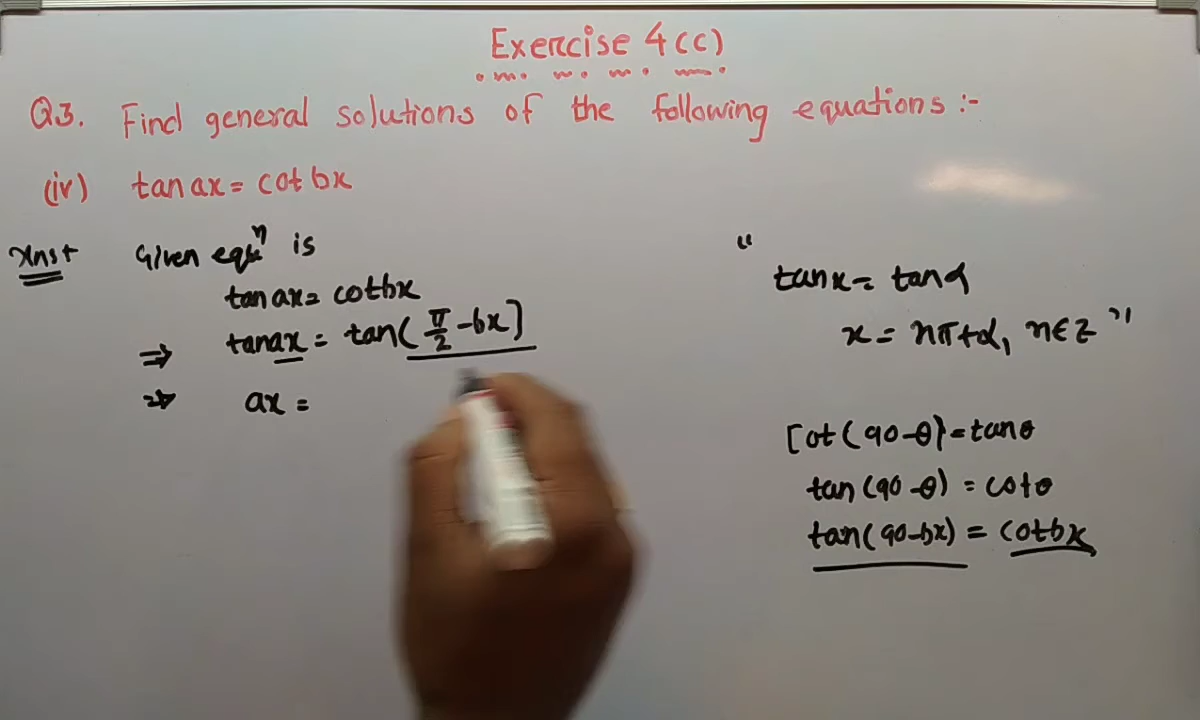 Exercise 4(c)
Q3. Find general solutions of the following equations :-
(iv) tan ax = cot bx
Given eqⁿ is
tan ax = cot bx
⇒ tan ax = tan( π/2 - bx ]
⇒ ax =
"
tan x = tan α
x = nπ + α, n ∈ Z "
Cot (90-θ) = tan θ
tan (90-θ) = cot θ
tan (90-bx) = cot bx